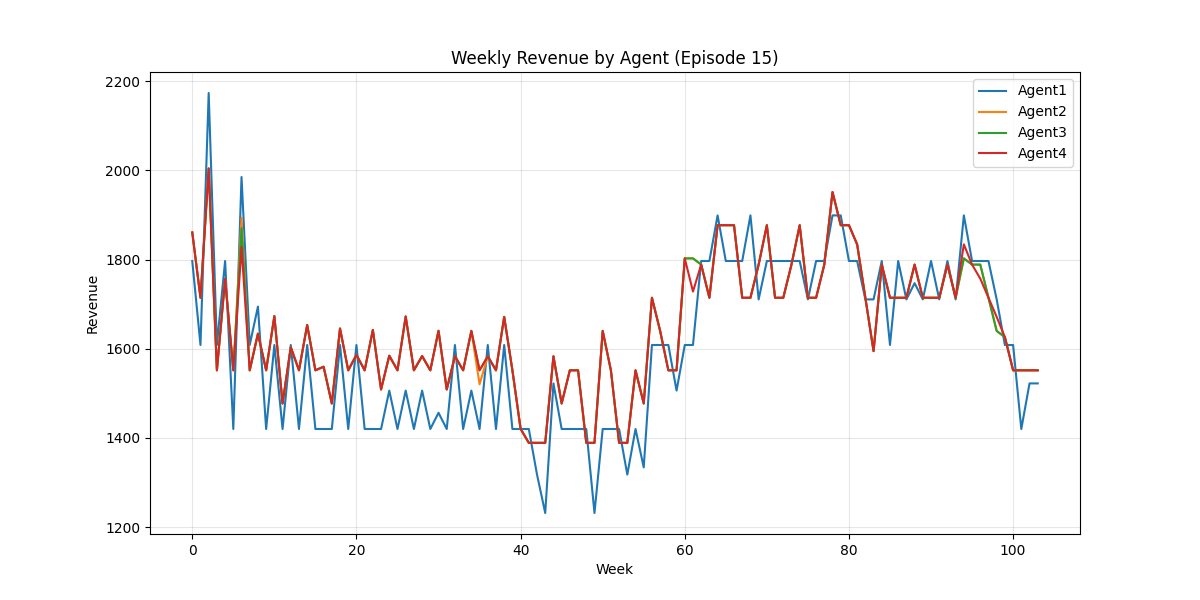 Weekly Revenue by Agent (Episode 15)
Revenue
2200
2000
1800
1600
1400
1200
0 20 40 60 80 100
Week
Agent1
Agent2
Agent3
Agent4